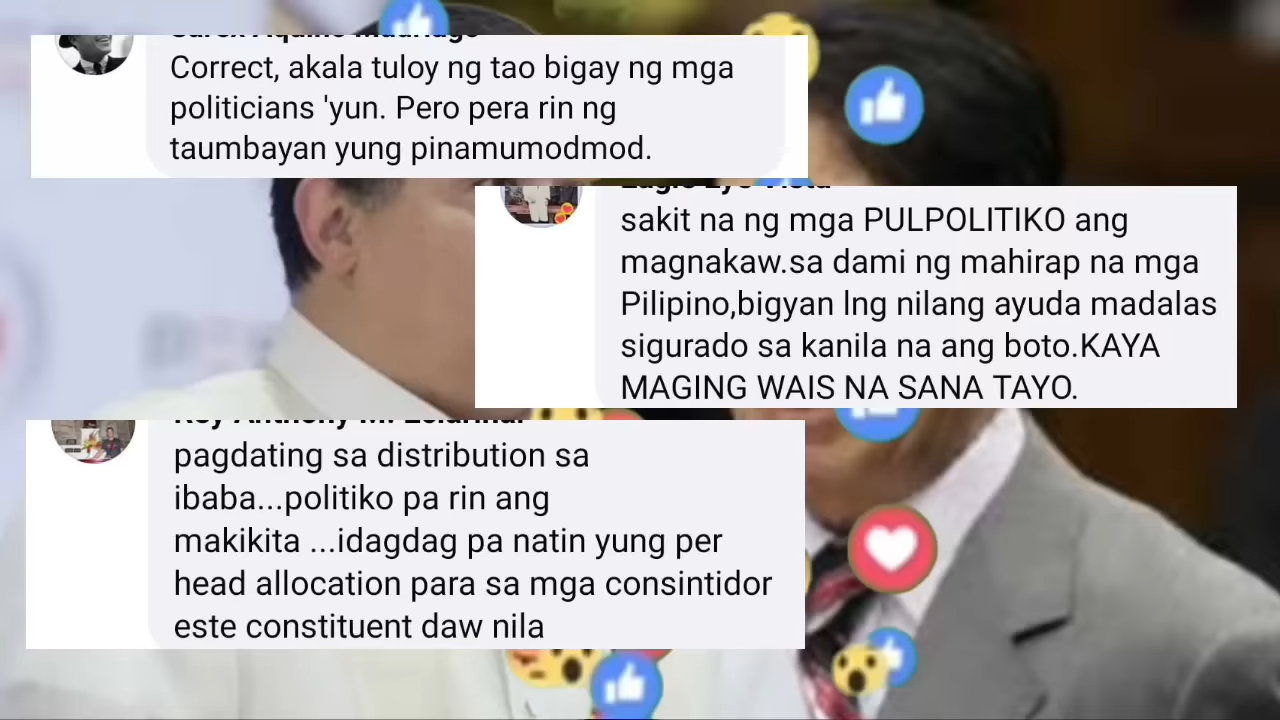 Correct, akala tuloy ng tao bigay ng mga
politicians 'yun. Pero pera rin ng
taumbayan yung pinamumodmod.
sakit na ng mga PULPOLITIKO ang
magnakaw.sa dami ng mahirap na mga
Pilipino,bigyan lng nilang ayuda madalas
sigurado sa kanila na ang boto.KAYA
MAGING WAIS NA SANA TAYO.
pagdating sa distribution sa
ibaba...politiko pa rin ang
makikita ...idagdag pa natin yung per
head allocation para sa mga consintidor
este constituent daw nila